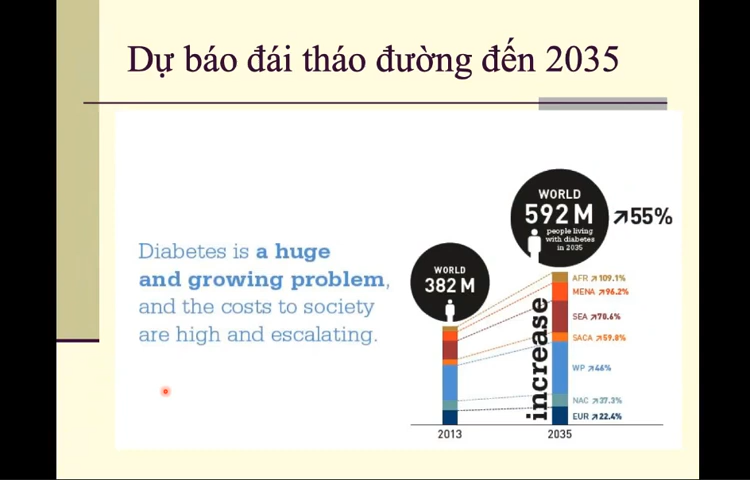 Dự báo đái tháo đường đến 2035
Diabetes is a huge
and growing problem,
and the costs to society
are high and escalating.
WORLD
382 M
WORLD
592 M
people living
with diabetes
in 2035
↗55%
increase
AFR ↗109.1%
MENA ↗96.2%
SEA ↗70.6%
SACA ↗59.8%
WP ↗46%
NAC ↗37.3%
EUR ↗22.4%
2013
2035